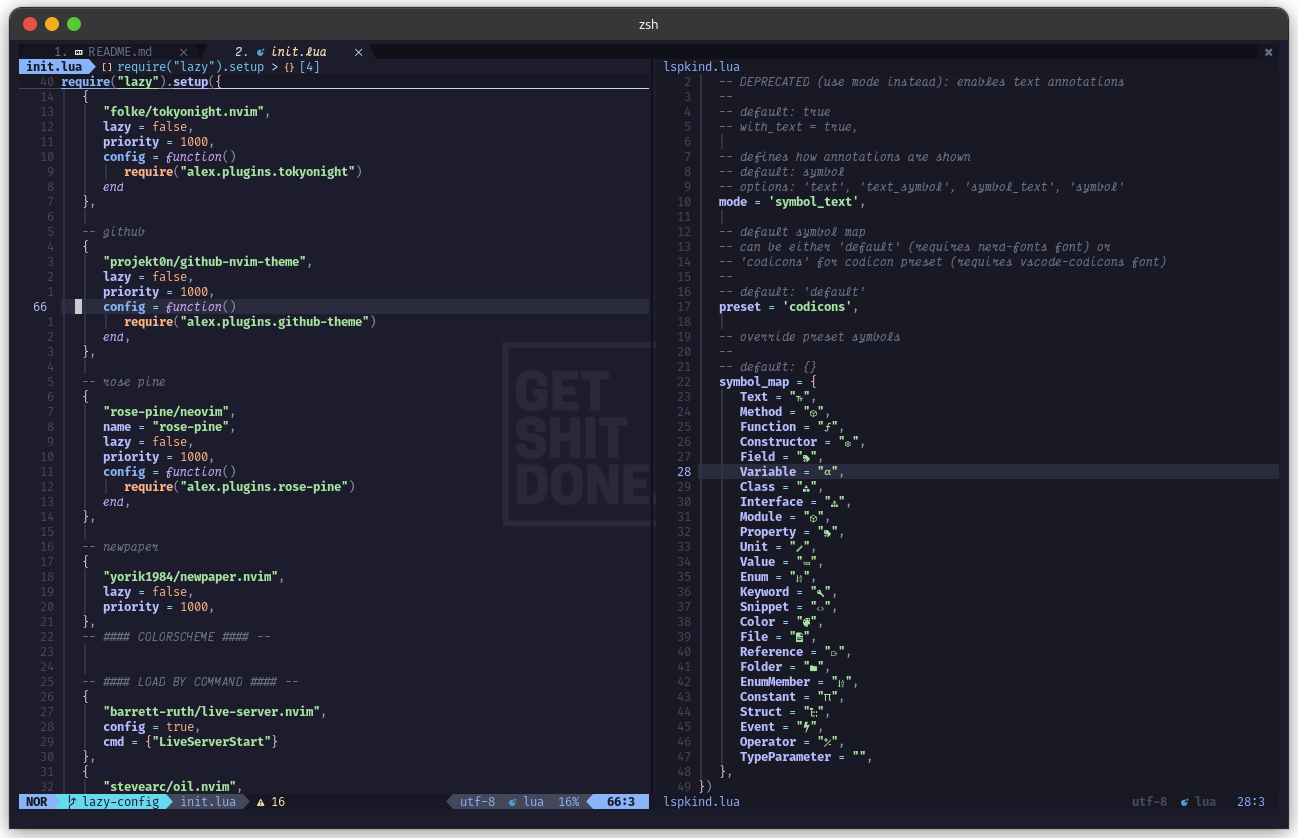 zsh
1. README.md ×
2. init.lua ×
init.lua [] require("lazy").setup > {} [4]
40 require("lazy").setup({
14 {
13 "folke/tokyonight.nvim",
12 lazy = false,
11 priority = 1000,
10 config = function()
9 require("alex.plugins.tokyonight")
8 end
7 },
6
5 -- github
4 {
3 "projekt0n/github-nvim-theme",
2 lazy = false,
1 priority = 1000,
66 config = function()
1 require("alex.plugins.github-theme")
2 end,
3 },
4
5 -- rose pine
6 {
7 "rose-pine/neovim",
8 name = "rose-pine",
9 lazy = false,
10 priority = 1000,
11 config = function()
12 require("alex.plugins.rose-pine")
13 end,
14 },
15
16 -- newpaper
17 {
18 "yorik1984/newpaper.nvim",
19 lazy = false,
20 priority = 1000,
21 },
22 -- #### COLORSCHEME #### --
23
24
25 -- #### LOAD BY COMMAND #### --
26 {
27 "barrett-ruth/live-server.nvim",
28 config = true,
29 cmd = {"LiveServerStart"}
30 },
31 {
32 "stevearc/oil.nvim",
NOR lazy-config init.lua 16 utf-8 lua 16% 66:3
GET
SHIT
DONE.
lspkind.lua
2 -- DEPRECATED (use mode instead): enables text annotations
3 --
4 -- default: true
5 -- with_text = true,
6
7 -- defines how annotations are shown
8 -- default: symbol
9 -- options: 'text', 'text_symbol', 'symbol_text', 'symbol'
10 mode = 'symbol_text',
11
12 -- default symbol map
13 -- can be either 'default' (requires nerd-fonts font) or
14 -- 'codicons' for codicon preset (requires vscode-codicons font)
15 --
16 -- default: 'default'
17 preset = 'codicons',
18
19 -- override preset symbols
20 --
21 -- default: {}
22 symbol_map = {
23 Text = "",
24 Method = "",
25 Function = "ƒ",
26 Constructor = "",
27 Field = "",
28 Variable = "α",
29 Class = "",
30 Interface = "",
31 Module = "",
32 Property = "",
33 Unit = "",
34 Value = "",
35 Enum = "",
36 Keyword = "",
37 Snippet = "",
38 Color = "",
39 File = "",
40 Reference = "",
41 Folder = "",
42 EnumMember = "",
43 Constant = "",
44 Struct = "",
45 Event = "",
46 Operator = "",
47 TypeParameter = "",
48 },
49 })
lspkind.lua utf-8 lua 28:3